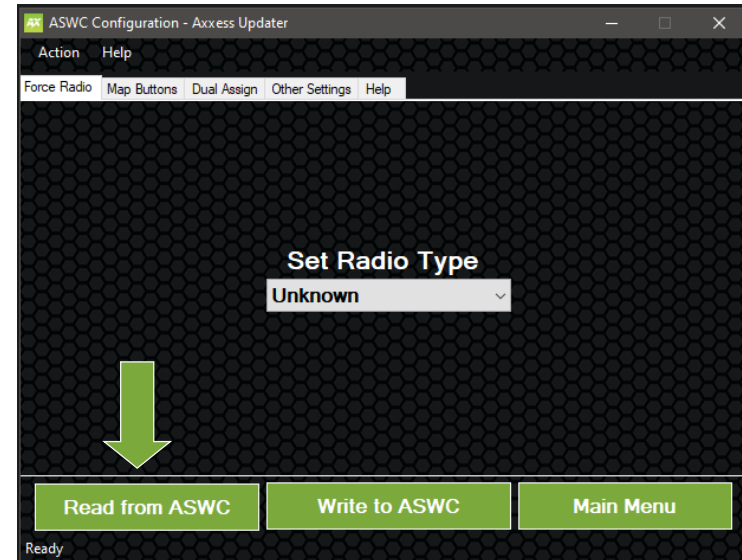 AX ASWC Configuration - Axxess Updater
Action Help
Force Radio Map Buttons Dual Assign Other Settings Help
Set Radio Type
Unknown
Read from ASWC Write to ASWC Main Menu
Ready